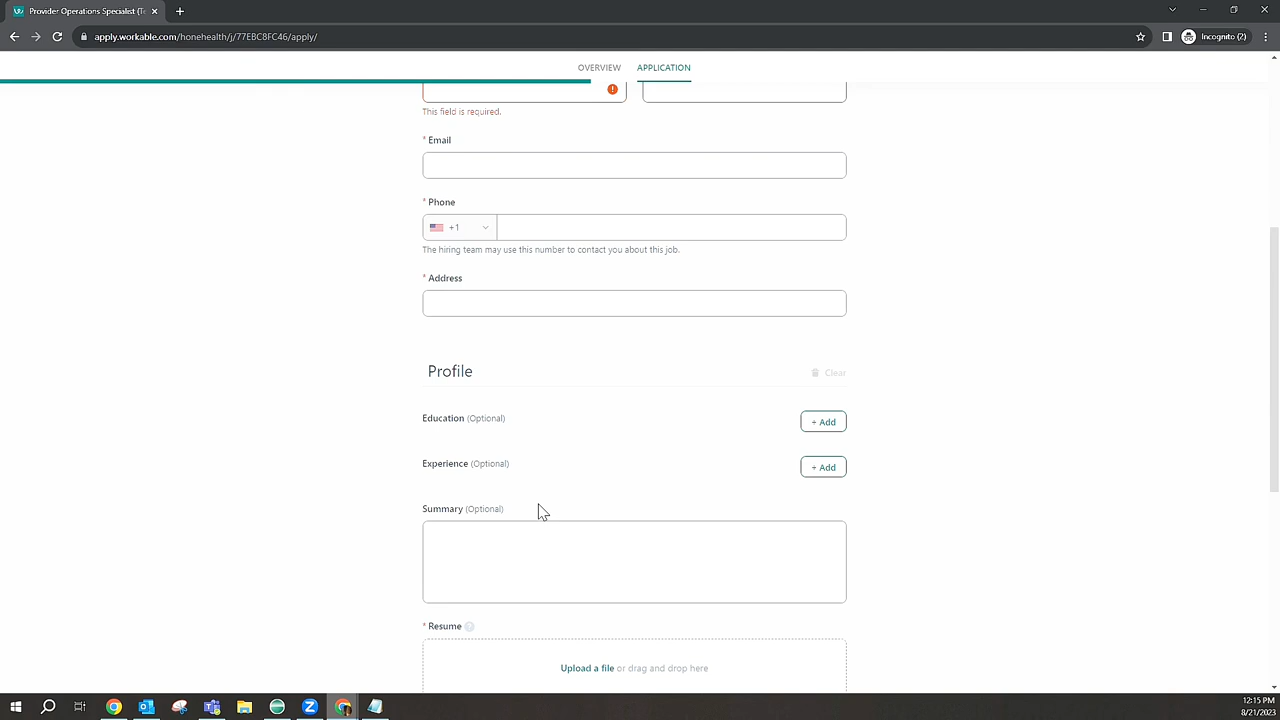 Provider Operations Specialist (Te
apply.workable.com/honehealth/j/77EBC8FC46/apply/
Incognito (2)
OVERVIEW
APPLICATION
This field is required.
* Email
* Phone
+1
The hiring team may use this number to contact you about this job.
* Address
Profile
Clear
Education (Optional)
+ Add
Experience (Optional)
+ Add
Summary (Optional)
* Resume ?
Upload a file or drag and drop here
12:15 PM
8/21/2023